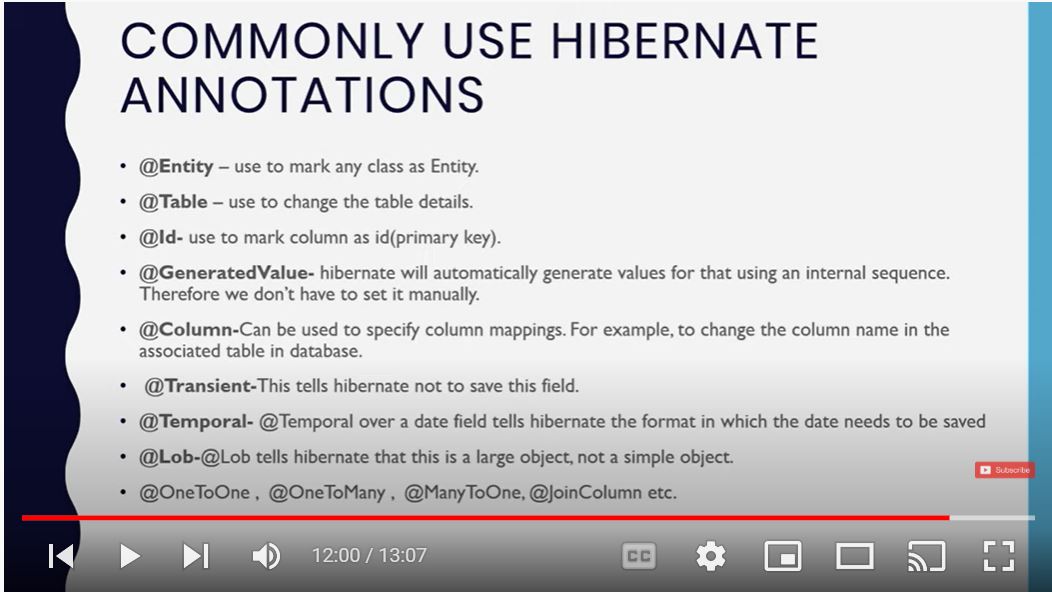 COMMONLY USE HIBERNATE
ANNOTATIONS
• @Entity – use to mark any class as Entity.
• @Table – use to change the table details.
• @Id- use to mark column as id(primary key).
• @GeneratedValue- hibernate will automatically generate values for that using an internal sequence.
Therefore we don't have to set it manually.
• @Column-Can be used to specify column mappings. For example, to change the column name in the
associated table in database.
• @Transient-This tells hibernate not to save this field.
• @Temporal- @Temporal over a date field tells hibernate the format in which the date needs to be saved
• @Lob-@Lob tells hibernate that this is a large object, not a simple object.
Subscribe
• @OneToOne , @OneToMany , @ManyToOne, @JoinColumn etc.
12:00 / 13:07
CC